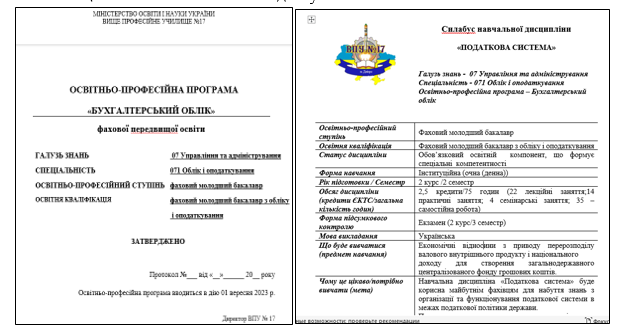 МІНІСТЕРСТВО ОСВІТИ І НАУКИ УКРАЇНИ
ВИЩЕ ПРОФЕСІЙНЕ УЧИЛИЩЕ №17
ОСВІТНЬО-ПРОФЕСІЙНА ПРОГРАМА
«БУХГАЛТЕРСЬКИЙ ОБЛІК»
фахової передвищої освіти
ГАЛУЗЬ ЗНАНЬ 07 Управління та адміністрування
СПЕЦІАЛЬНІСТЬ 071 Облік і оподаткування
ОСВІТНЬО-ПРОФЕСІЙНИЙ СТУПІНЬ фаховий молодший бакалавр
ОСВІТНЯ КВАЛІФІКАЦІЯ фаховий молодший бакалавр з обліку
і оподаткування
ЗАТВЕРДЖЕНО
Протокол №___ від «__» ______ 20__ року
Освітньо-професійна програма вводиться в дію 01 вересня 2023 р.
Директор ВПУ № 17
ВПУ №17
Силабус навчальної дисципліни
«ПОДАТКОВА СИСТЕМА»
Галузь знань - 07 Управління та адміністрування
Спеціальність - 071 Облік і оподаткування
Освітньо-професійна програма – Бухгалтерський
облік
Освітньо-професійний ступінь Фаховий молодший бакалавр
Освітня кваліфікація Фаховий молодший бакалавр з обліку та оподаткування
Статус дисципліни Обов'язковий освітній компонент, що формує
спеціальні компетентності
Форма навчання Інституційна (очна (денна))
Рік підготовки / Семестр 2 курс /2 семестр
Обсяг дисципліни (кредити ЄКТС/загальна кількість годин) 2,5 кредити/75 годин (22 лекційні заняття;14
практичні заняття; 4 семінарські заняття; 35 –
самостійна робота)
Форма підсумкового контролю Екзамен (2 курс/3 семестр)
Мова викладання Українська
Що буде вивчатися (предмет навчання) Економічні відносини з приводу перерозподілу
валового внутрішнього продукту і національного
доходу для створення загальнодержавного
централізованого фонду грошових коштів.
Чому це цікаво/потрібно вивчати (мета) Навчальна дисципліна «Податкова система» буде
корисна майбутнім фахівцям для набуття знань з
організації та функціонування податкової системи в
межах податкової політики держави.
ные возможности: проверьте рекомендации
Фокус